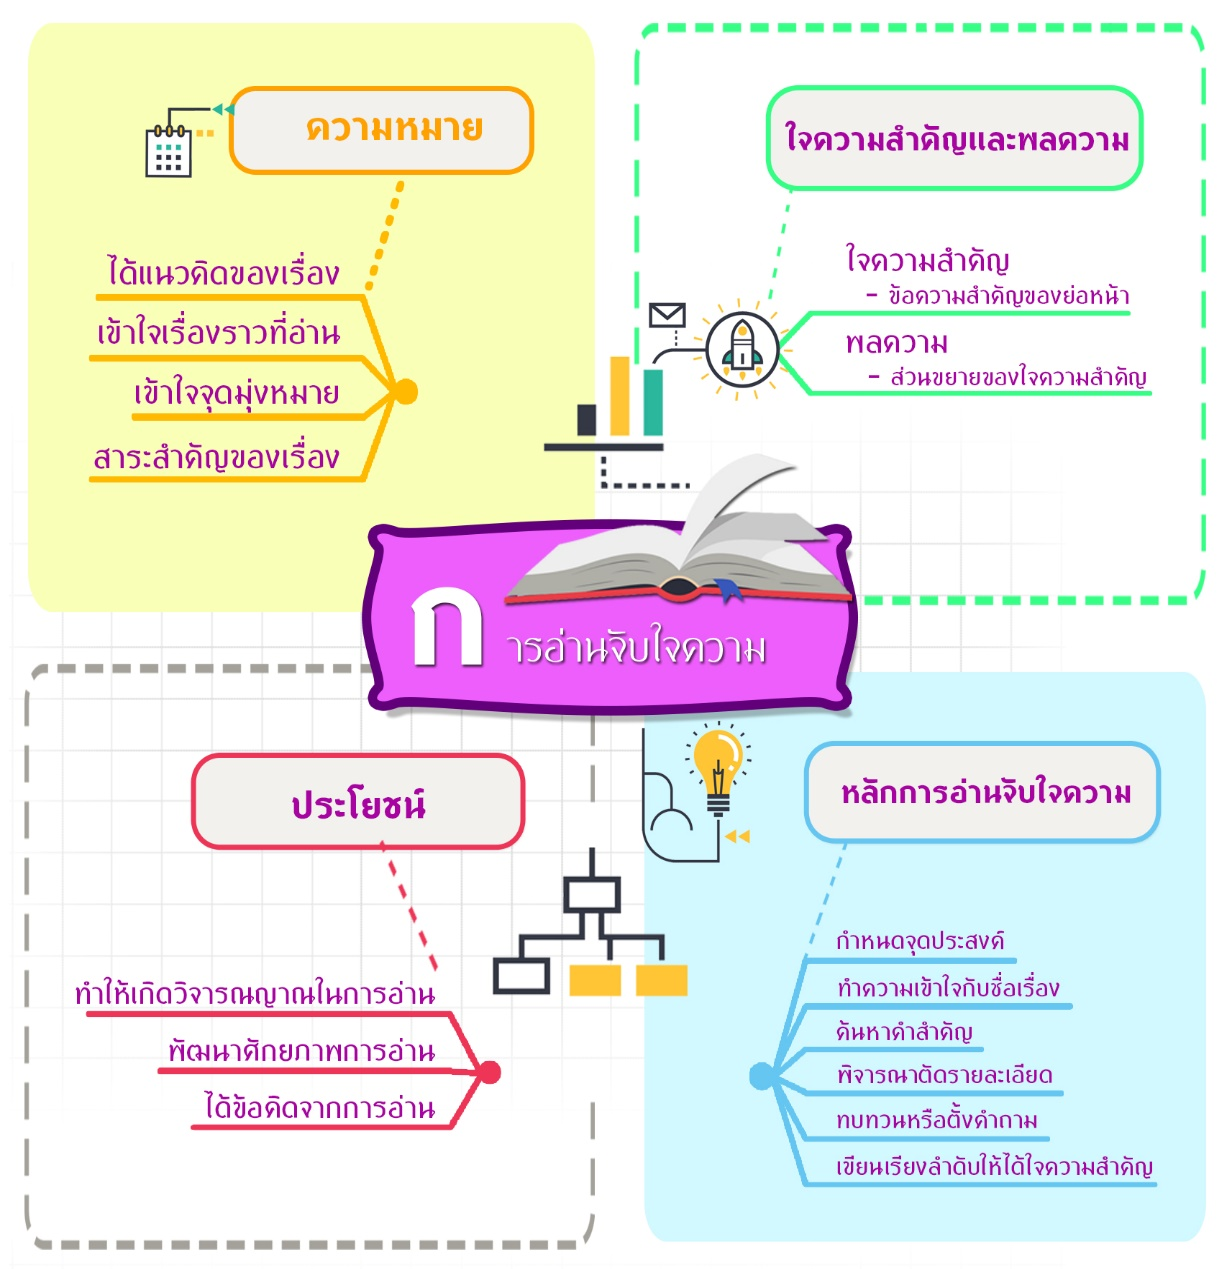 ความหมาย
ได้แนวคิดของเรื่อง
เข้าใจเรื่องราวที่อ่าน
เข้าใจจุดมุ่งหมาย
สาระสำคัญของเรื่อง
ใจความสำคัญและพลความ
ใจความสำคัญ
- ข้อความสำคัญของย่อหน้า
พลความ
- ส่วนขยายของใจความสำคัญ
การอ่านจับใจความ
ประโยชน์
ทำให้เกิดวิจารณญาณในการอ่าน
พัฒนาศักยภาพการอ่าน
ได้ข้อคิดจากการอ่าน
หลักการอ่านจับใจความ
กำหนดจุดประสงค์
ทำความเข้าใจกับชื่อเรื่อง
ค้นหาคำสำคัญ
พิจารณาตัดรายละเอียด
ทบทวนหรือตั้งคำถาม
เขียนเรียงลำดับให้ได้ใจความสำคัญ